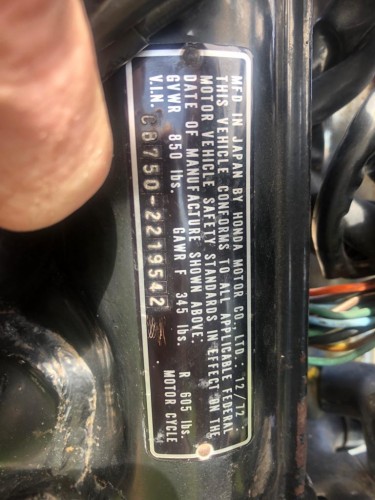 MFD IN JAPAN BY HONDA MOTOR CO., LTD.: 12/72 :
THIS VEHICLE CONFORMS TO ALL APPLICABLE FEDERAL
MOTOR VEHICLE SAFETY STANDARDS IN EFFECT ON THE
DATE OF MANUFACTURE SHOWN ABOVE.
GVWR 850 lbs. GAWR F 345 lbs. R 605 lbs.
V.I.N. CB750-2219542 MOTOR CYCLE